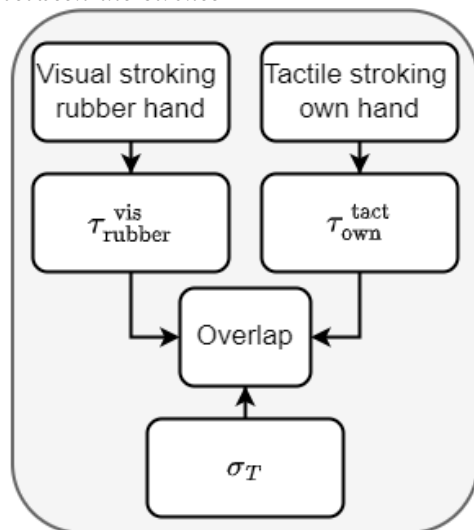 Visual stroking
rubber hand
Tactile stroking
own hand
τ_rubber^vis
τ_own^tact
Overlap
σ_T